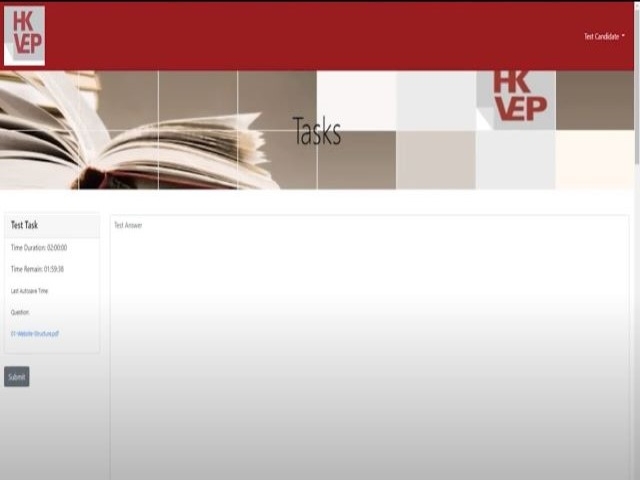 HK
VEP
Test Candidate
HK
VEP
Tasks
Test Task
Time Duration: 02:00:00
Time Remain: 01:59:38
Last Autosave Time:
Question:
01-Website-Structure.pdf
Submit
Test Answer